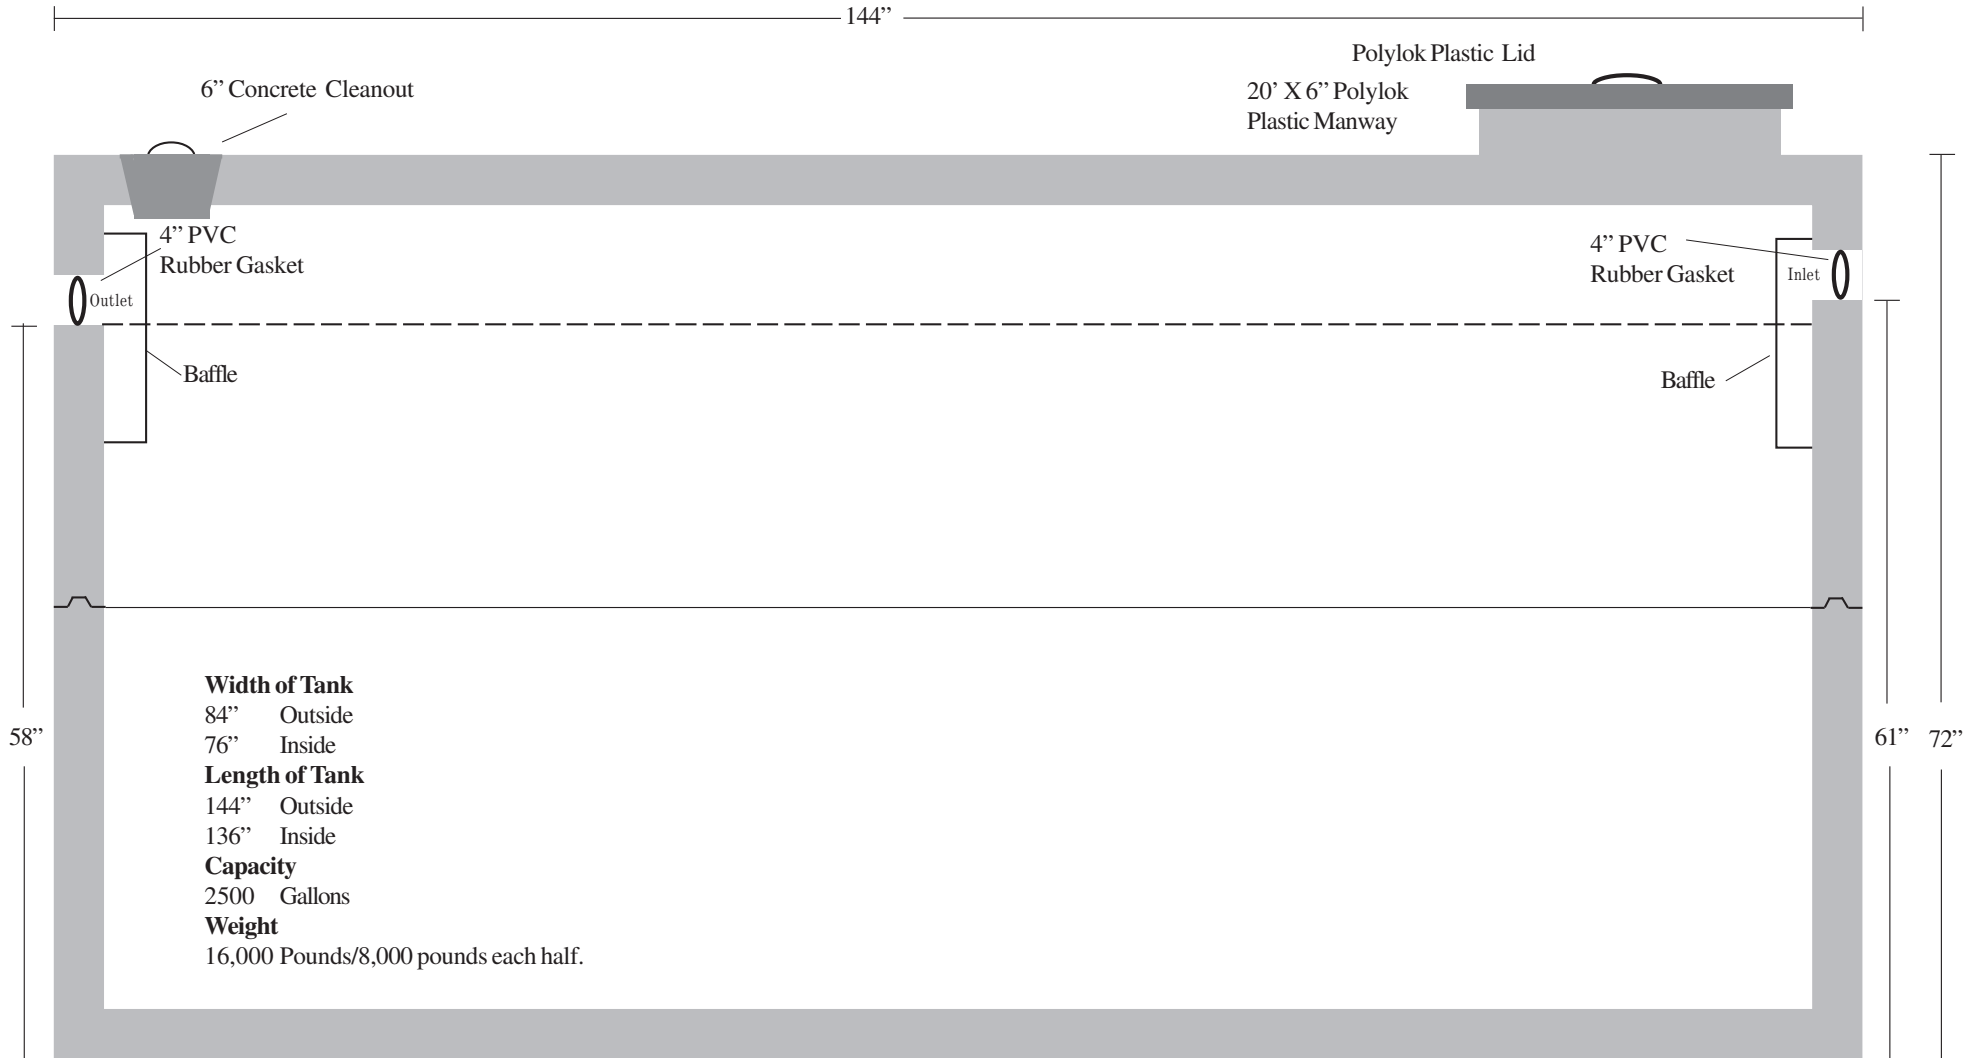 144”
Polylok Plastic Lid
6” Concrete Cleanout
20’ X 6” Polylok
Plastic Manway
4” PVC
Rubber Gasket
4” PVC
Rubber Gasket
Outlet
Inlet
Baffle
Baffle
58”
61”
72”
Width of Tank
84” Outside
76” Inside
Length of Tank
144” Outside
136” Inside
Capacity
2500 Gallons
Weight
16,000 Pounds/8,000 pounds each half.